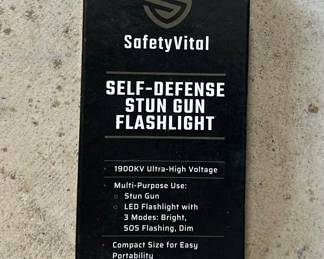 SafetyVital
SELF-DEFENSE
STUN GUN
FLASHLIGHT
• 1900KV Ultra-High Voltage
• Multi-Purpose Use:
○ Stun Gun
○ LED Flashlight with
3 Modes: Bright,
SOS Flashing, Dim
• Compact Size for Easy
Portability